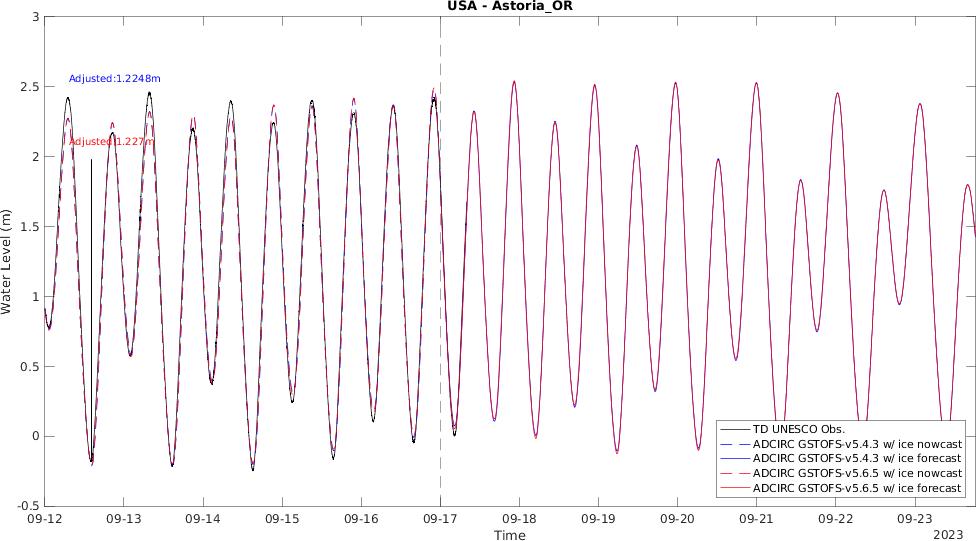 USA - Astoria_OR
3
2.5
2
1.5
1
0.5
0
-0.5
Water Level (m)
Adjusted:1.2248m
Adjusted:1.227m
TD UNESCO Obs.
ADCIRC GSTOFS-v5.4.3 w/ ice nowcast
ADCIRC GSTOFS-v5.4.3 w/ ice forecast
ADCIRC GSTOFS-v5.6.5 w/ ice nowcast
ADCIRC GSTOFS-v5.6.5 w/ ice forecast
09-12 09-13 09-14 09-15 09-16 09-17 09-18 09-19 09-20 09-21 09-22 09-23
Time
2023